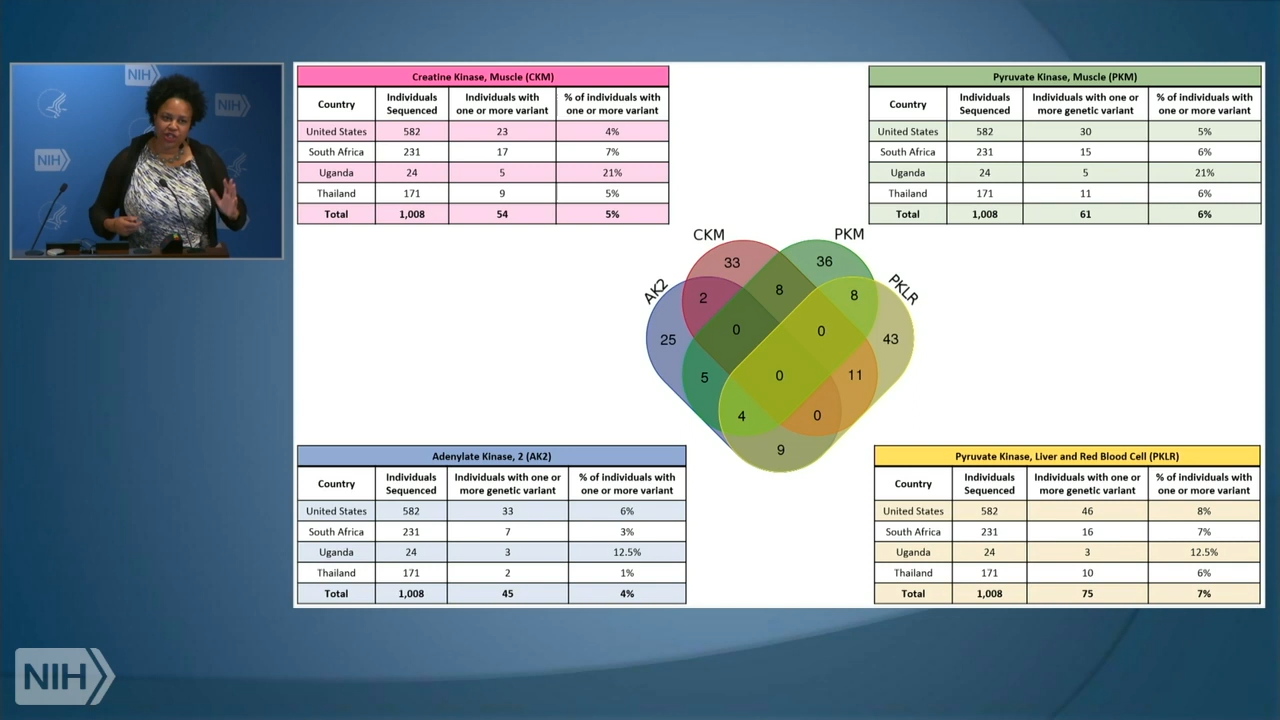 NIH
NIH
NIH
Creatine Kinase, Muscle (CKM)
Country Individuals Sequenced Individuals with one or more variant % of individuals with one or more variant
United States 582 23 4%
South Africa 231 17 7%
Uganda 24 5 21%
Thailand 171 9 5%
Total 1,008 54 5%
Pyruvate Kinase, Muscle (PKM)
Country Individuals Sequenced Individuals with one or more genetic variant % of individuals with one or more variant
United States 582 30 5%
South Africa 231 15 6%
Uganda 24 5 21%
Thailand 171 11 6%
Total 1,008 61 6%
CKM PKM
AK2 PKLR
33 36
2 8 8
0 0
25 43
5 0 11
4 0
9
Adenylate Kinase, 2 (AK2)
Country Individuals Sequenced Individuals with one or more genetic variant % of individuals with one or more variant
United States 582 33 6%
South Africa 231 7 3%
Uganda 24 3 12.5%
Thailand 171 2 1%
Total 1,008 45 4%
Pyruvate Kinase, Liver and Red Blood Cell (PKLR)
Country Individuals Sequenced Individuals with one or more genetic variant % of individuals with one or more variant
United States 582 46 8%
South Africa 231 16 7%
Uganda 24 3 12.5%
Thailand 171 10 6%
Total 1,008 75 7%
NIH